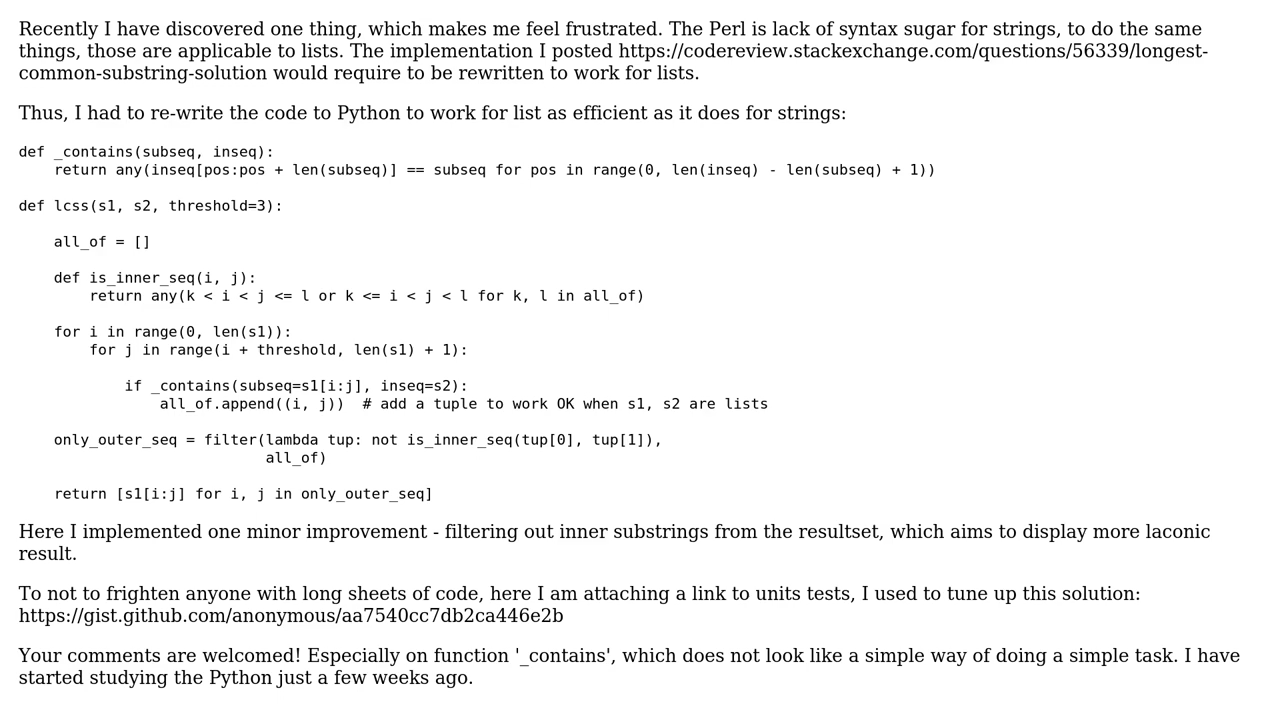 Recently I have discovered one thing, which makes me feel frustrated. The Perl is lack of syntax sugar for strings, to do the same
things, those are applicable to lists. The implementation I posted https://codereview.stackexchange.com/questions/56339/longest-
common-substring-solution would require to be rewritten to work for lists.
Thus, I had to re-write the code to Python to work for list as efficient as it does for strings:
def _contains(subseq, inseq):
    return any(inseq[pos:pos + len(subseq)] == subseq for pos in range(0, len(inseq) - len(subseq) + 1))
def lcss(s1, s2, threshold=3):
    all_of = []
    def is_inner_seq(i, j):
        return any(k < i < j <= l or k <= i < j < l for k, l in all_of)
    for i in range(0, len(s1)):
        for j in range(i + threshold, len(s1) + 1):
            if _contains(subseq=s1[i:j], inseq=s2):
                all_of.append((i, j))  # add a tuple to work OK when s1, s2 are lists
    only_outer_seq = filter(lambda tup: not is_inner_seq(tup[0], tup[1]),
                            all_of)
    return [s1[i:j] for i, j in only_outer_seq]
Here I implemented one minor improvement - filtering out inner substrings from the resultset, which aims to display more laconic
result.
To not to frighten anyone with long sheets of code, here I am attaching a link to units tests, I used to tune up this solution:
https://gist.github.com/anonymous/aa7540cc7db2ca446e2b
Your comments are welcomed! Especially on function '_contains', which does not look like a simple way of doing a simple task. I have
started studying the Python just a few weeks ago.